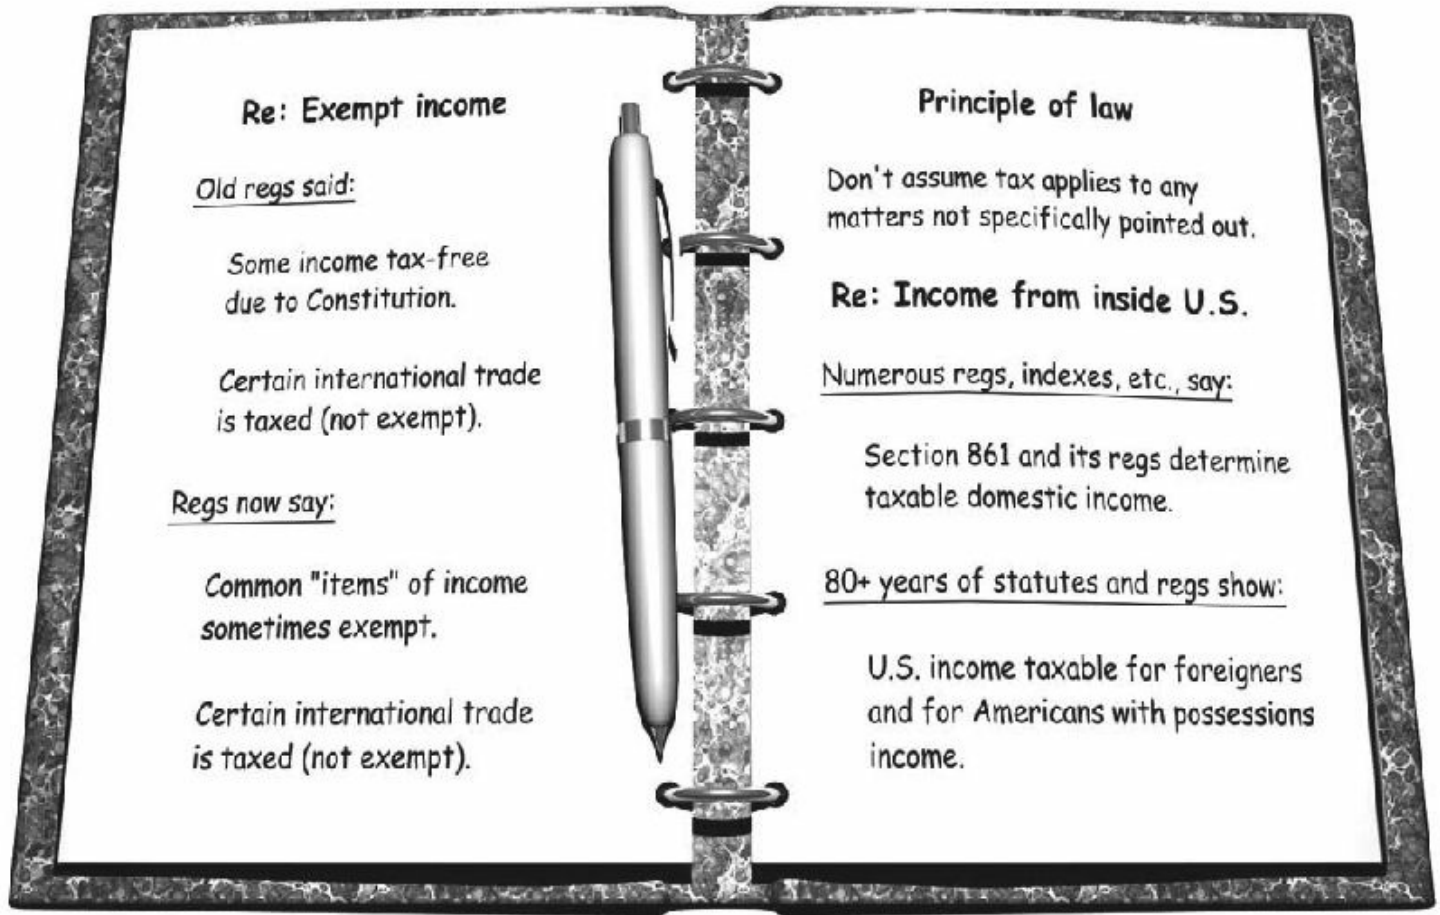 Re: Exempt income
Old regs said:
Some income tax-free
due to Constitution.
Certain international trade
is taxed (not exempt).
Regs now say:
Common "items" of income
sometimes exempt.
Certain international trade
is taxed (not exempt).
Principle of law
Don't assume tax applies to any
matters not specifically pointed out.
Re: Income from inside U.S.
Numerous regs, indexes, etc., say:
Section 861 and its regs determine
taxable domestic income.
80+ years of statutes and regs show:
U.S. income taxable for foreigners
and for Americans with possessions
income.